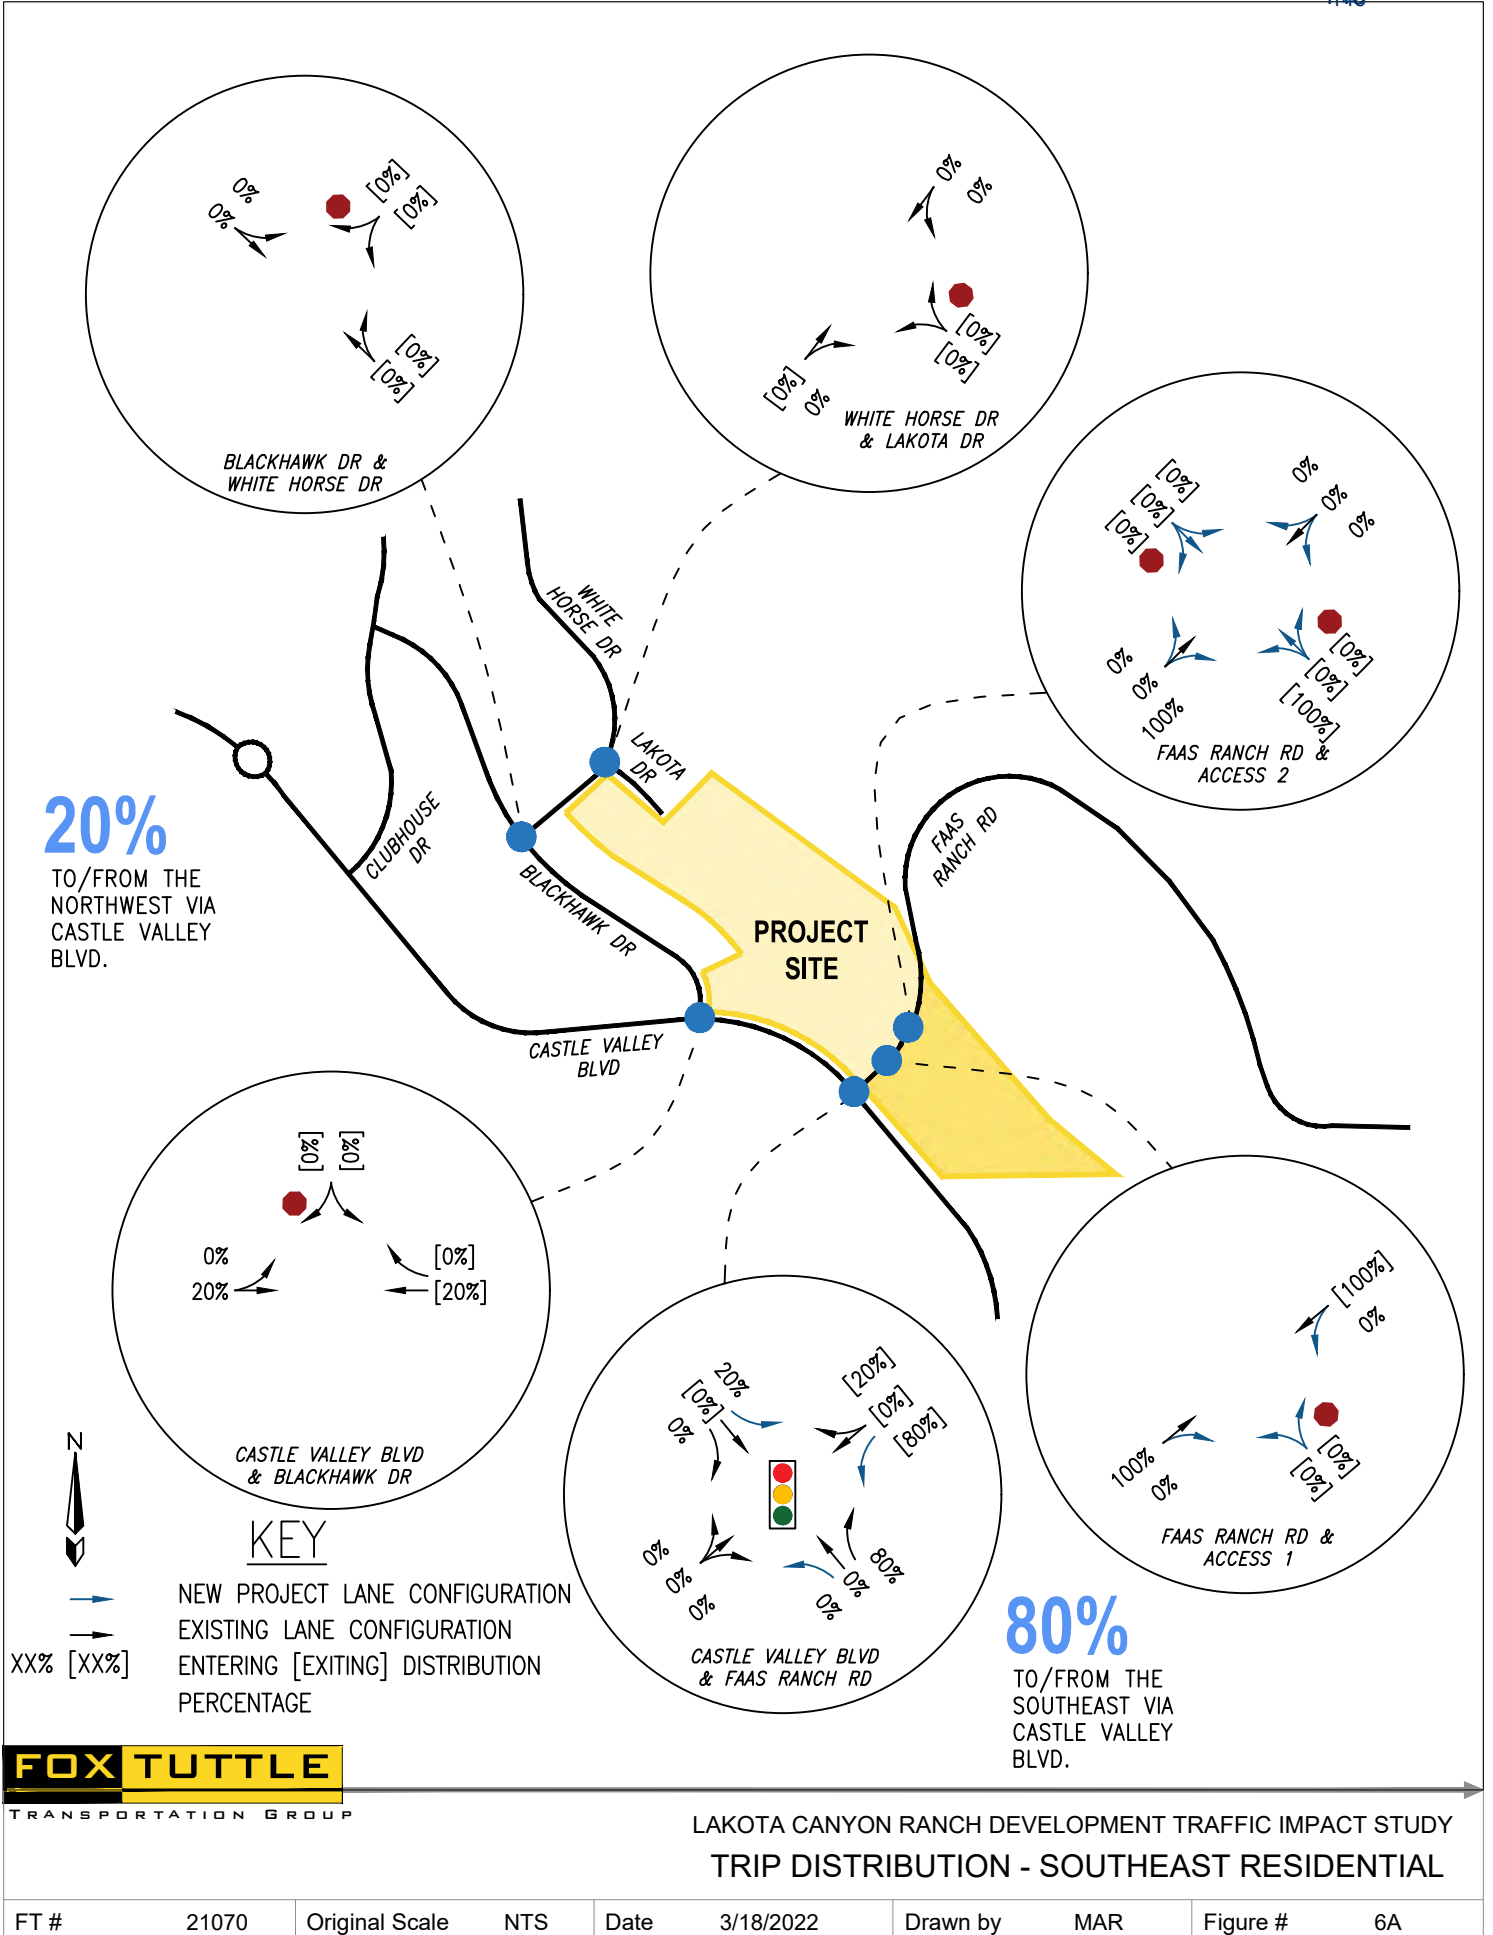 0%
0%
[0%]
[0%]
[0%]
[0%]
BLACKHAWK DR &
WHITE HORSE DR
0%
0%
[0%]
[0%]
[0%]
0%
WHITE HORSE DR
& LAKOTA DR
[0%]
[0%]
[0%]
0%
0%
0%
0%
0%
100%
[0%]
[0%]
[100%]
FAAS RANCH RD &
ACCESS 2
WHITE
HORSE DR
LAKOTA
DR
CLUBHOUSE
DR
BLACKHAWK DR
FAAS
RANCH RD
20%
TO/FROM THE
NORTHWEST VIA
CASTLE VALLEY
BLVD.
PROJECT
SITE
CASTLE VALLEY
BLVD
[0%]
[0%]
0%
20%
[0%]
[20%]
CASTLE VALLEY BLVD
& BLACKHAWK DR
20%
[0%]
0%
[20%]
[0%]
[80%]
0%
0%
0%
80%
0%
0%
CASTLE VALLEY BLVD
& FAAS RANCH RD
[100%]
0%
100%
0%
[0%]
[0%]
FAAS RANCH RD &
ACCESS 1
80%
TO/FROM THE
SOUTHEAST VIA
CASTLE VALLEY
BLVD.
N
KEY
NEW PROJECT LANE CONFIGURATION
EXISTING LANE CONFIGURATION
XX% [XX%] ENTERING [EXITING] DISTRIBUTION
PERCENTAGE
FOX TUTTLE
TRANSPORTATION GROUP
LAKOTA CANYON RANCH DEVELOPMENT TRAFFIC IMPACT STUDY
TRIP DISTRIBUTION - SOUTHEAST RESIDENTIAL
FT # 21070 Original Scale NTS Date 3/18/2022 Drawn by MAR Figure # 6A